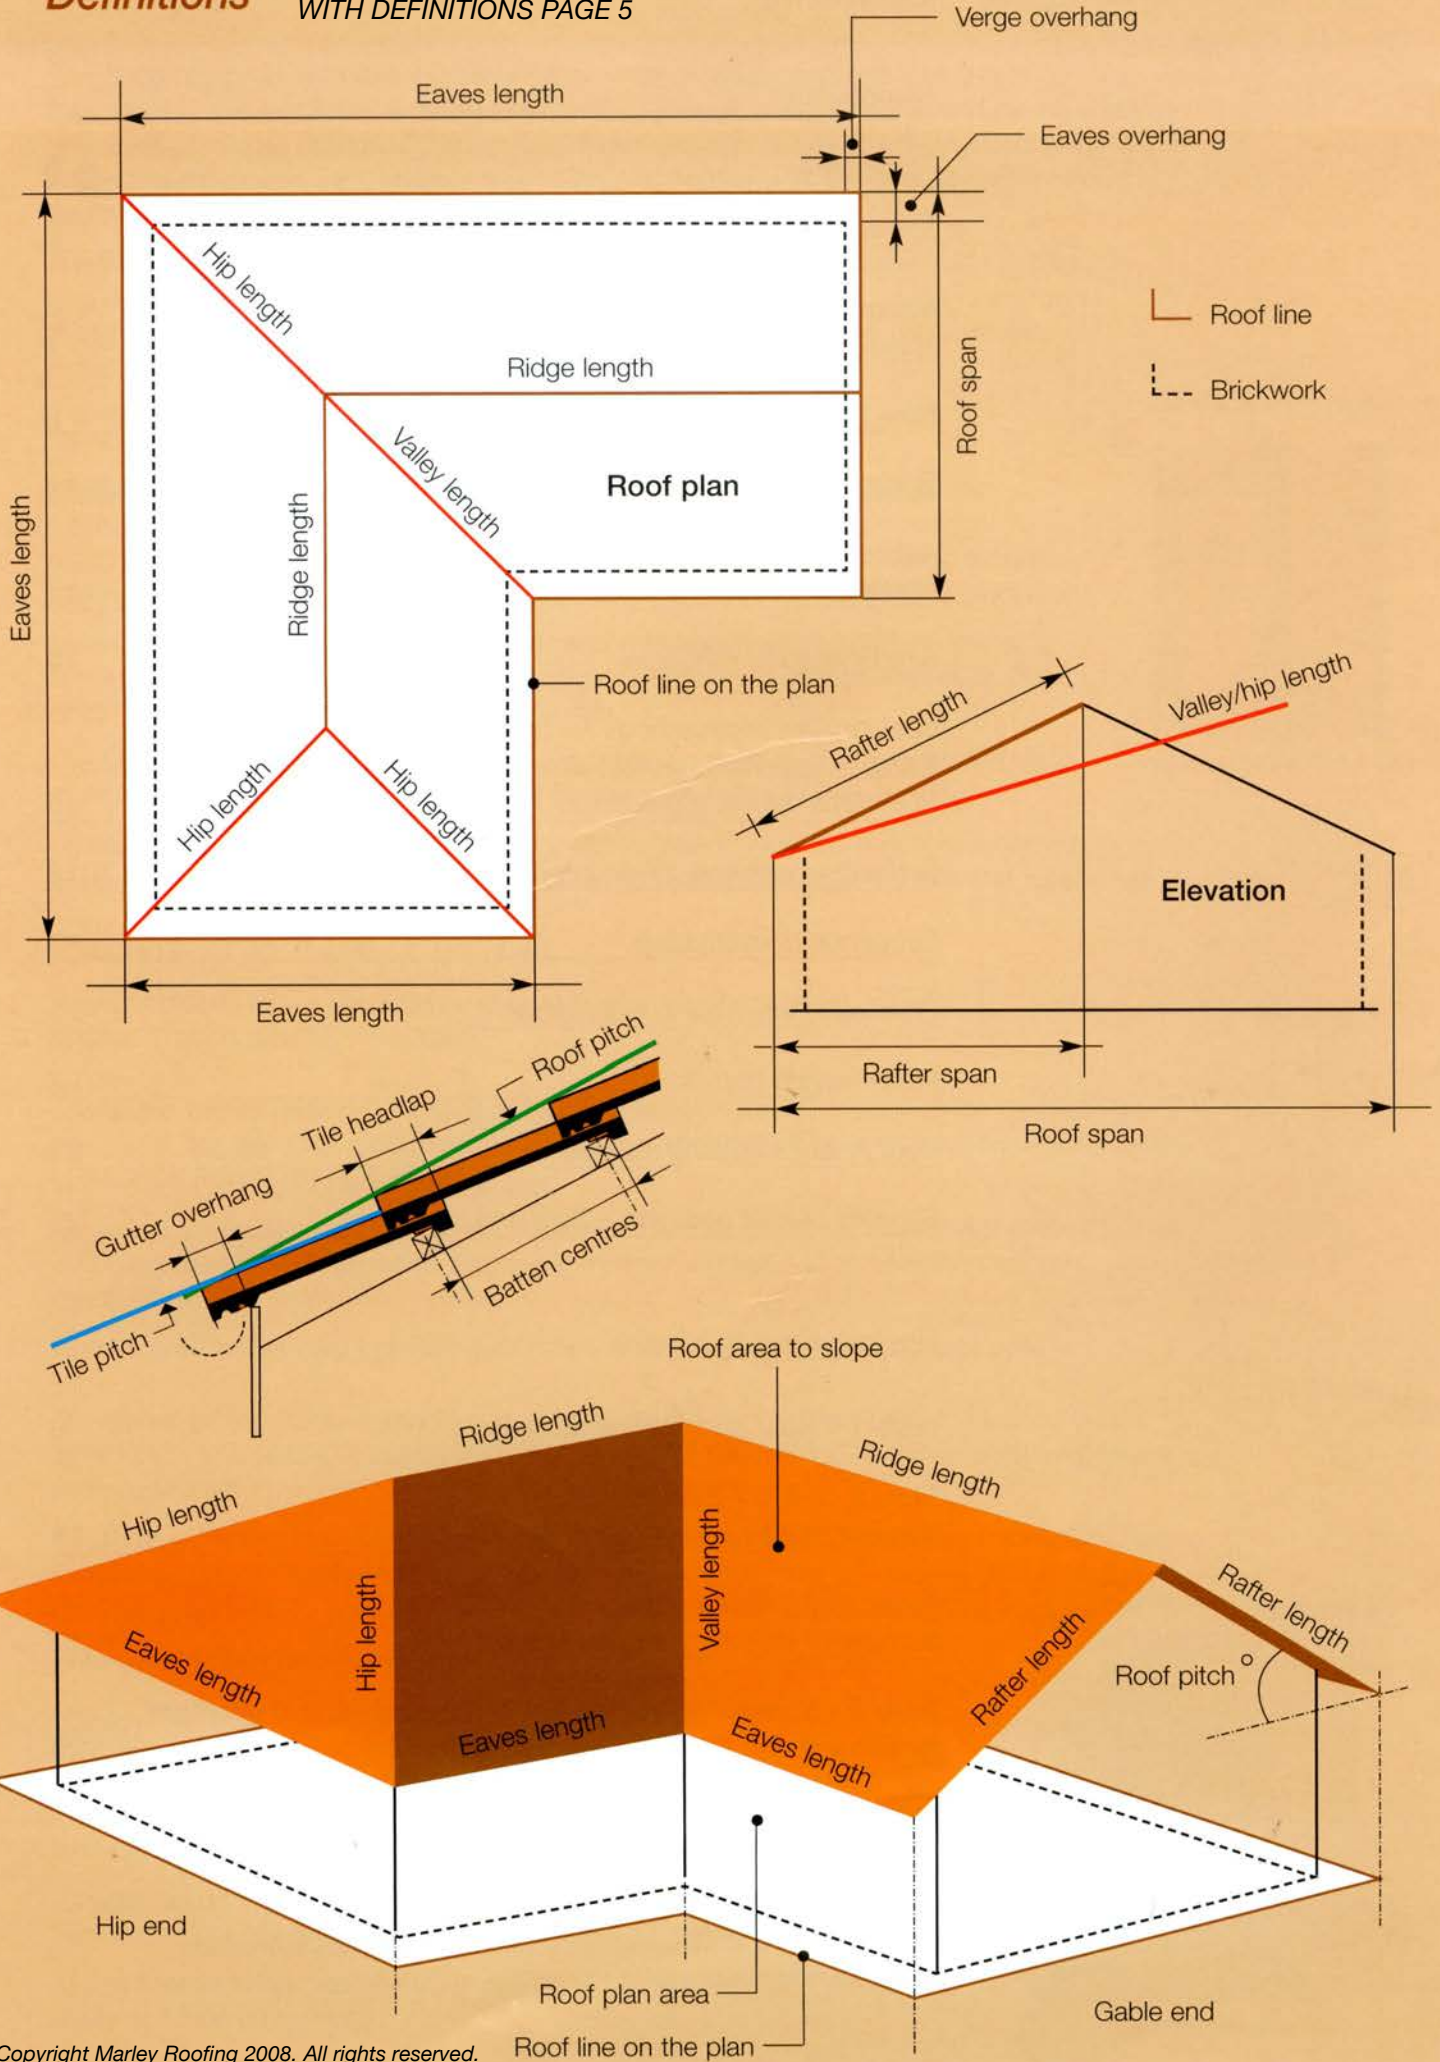 Definitions
WITH DEFINITIONS PAGE 5
Verge overhang
Eaves length
Eaves overhang
Hip length
Roof line
Ridge length
Roof span
Brickwork
Valley length
Roof plan
Eaves length
Ridge length
Roof line on the plan
Valley/hip length
Rafter length
Hip length
Hip length
Elevation
Eaves length
Rafter span
Roof span
Roof pitch
Tile headlap
Gutter overhang
Batten centres
Tile pitch
Roof area to slope
Ridge length
Ridge length
Hip length
Valley length
Rafter length
Hip length
Eaves length
Rafter length
Roof pitch °
Eaves length
Eaves length
Hip end
Roof plan area
Gable end
Roof line on the plan
Copyright Marley Roofing 2008. All rights reserved.